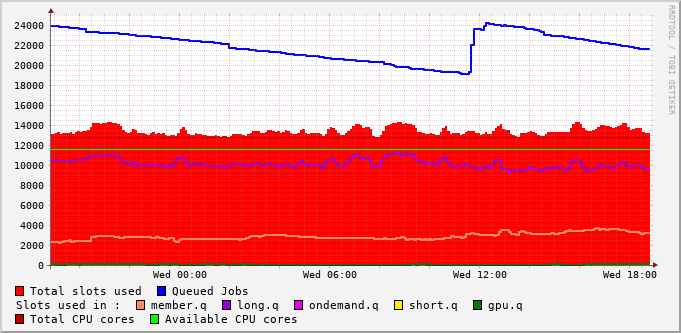 RRDTOOL / TOBI OETIKER
24000
22000
20000
18000
16000
14000
12000
10000
8000
6000
4000
2000
0
Wed 00:00 Wed 06:00 Wed 12:00 Wed 18:00
Total slots used Queued Jobs
Slots used in : member.q long.q ondemand.q short.q gpu.q
Total CPU cores Available CPU cores